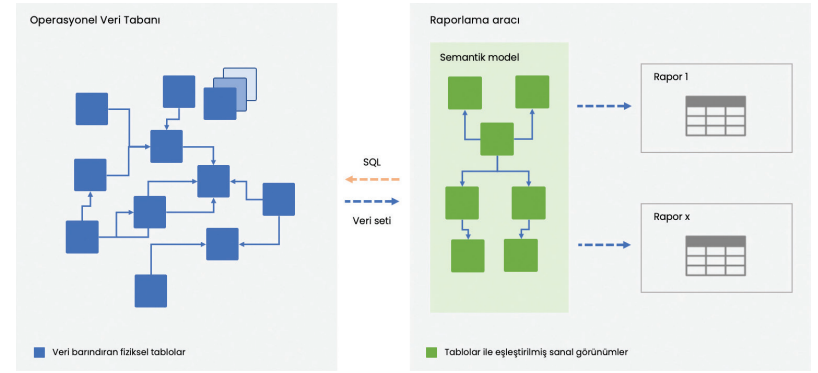 Operasyonel Veri Tabanı
Raporlama aracı
Semantik model
Rapor 1
SQL
Veri seti
Rapor x
Veri barındıran fiziksel tablolar
Tablolar ile eşleştirilmiş sanal görünümler